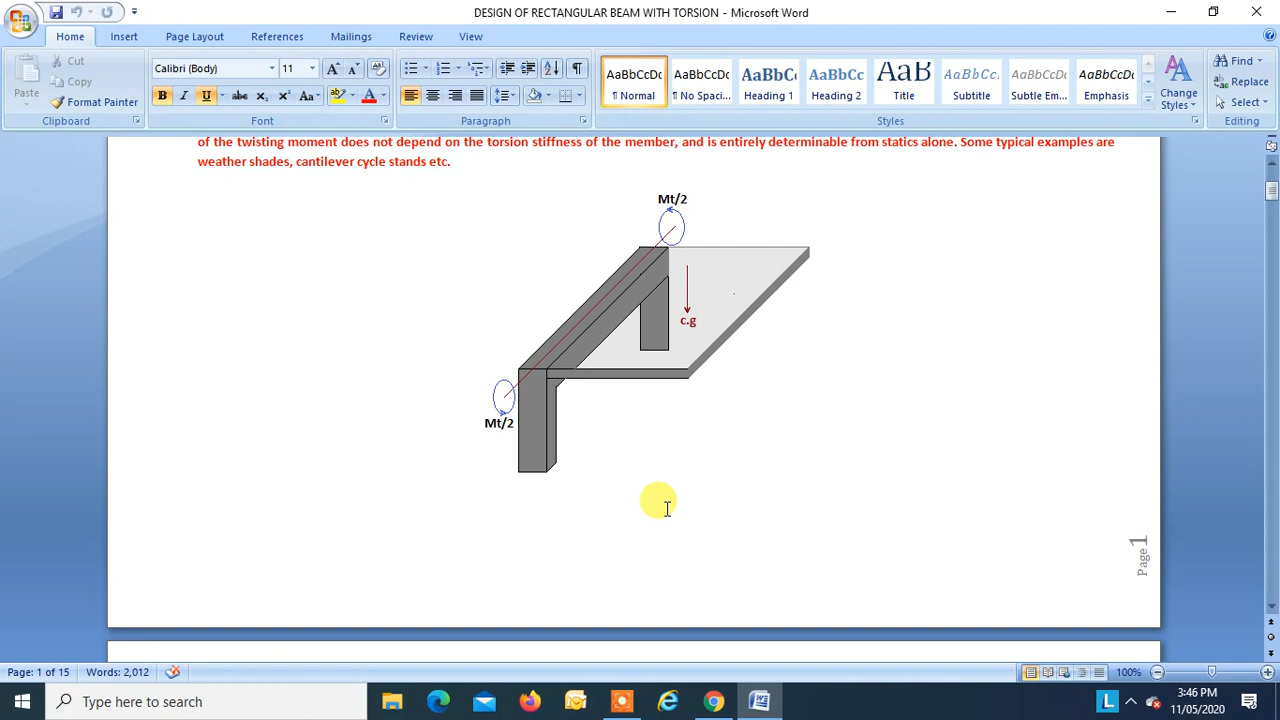 DESIGN OF RECTANGULAR BEAM WITH TORSION - Microsoft Word
Home Insert Page Layout References Mailings Review View
Paste
Cut
Copy
Format Painter
Clipboard
Calibri (Body) 11
Font
Paragraph
AaBbCcDc AaBbCcDc AaBbCc AaBbCc AaB AaBbCc. AaBbCcDc AaBbCcDc
¶ Normal ¶ No Spaci... Heading 1 Heading 2 Title Subtitle Subtle Em... Emphasis
Change
Styles
Styles
Find
Replace
Select
Editing
of the twisting moment does not depend on the torsion stiffness of the member, and is entirely determinable from statics alone. Some typical examples are
weather shades, cantilever cycle stands etc.
Mt/2
c.g
Mt/2
Page 1
Page: 1 of 15 Words: 2,012 100%
Type here to search
3:46 PM
11/05/2020